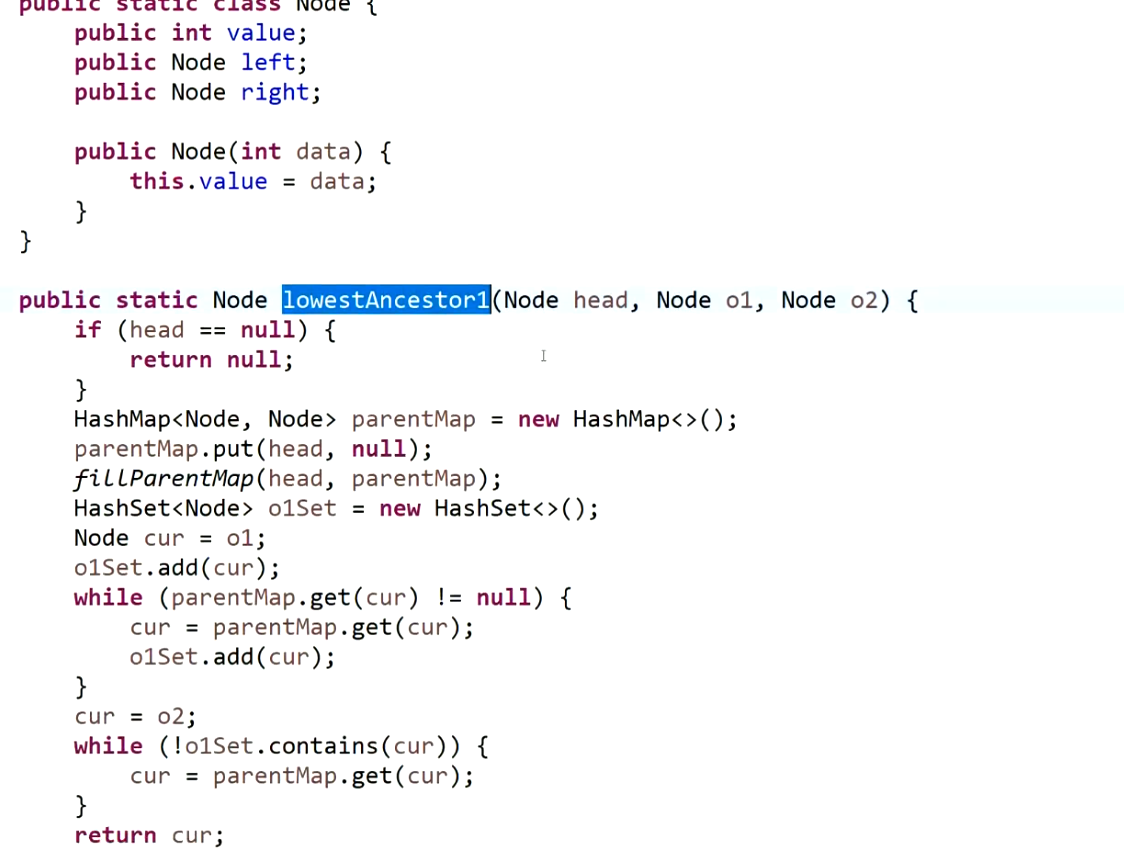 public static class Node {
    public int value;
    public Node left;
    public Node right;

    public Node(int data) {
        this.value = data;
    }
}

public static Node lowestAncestor1(Node head, Node o1, Node o2) {
    if (head == null) {
        return null;
    }
    HashMap<Node, Node> parentMap = new HashMap<>();
    parentMap.put(head, null);
    fillParentMap(head, parentMap);
    HashSet<Node> o1Set = new HashSet<>();
    Node cur = o1;
    o1Set.add(cur);
    while (parentMap.get(cur) != null) {
        cur = parentMap.get(cur);
        o1Set.add(cur);
    }
    cur = o2;
    while (!o1Set.contains(cur)) {
        cur = parentMap.get(cur);
    }
    return cur;